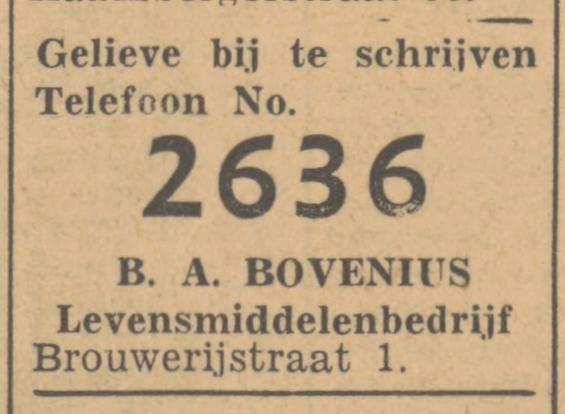 Gelieve bij te schrijven
Telefoon No.
2636
B. A. BOVENIUS
Levensmiddelenbedrijf
Brouwerijstraat 1.